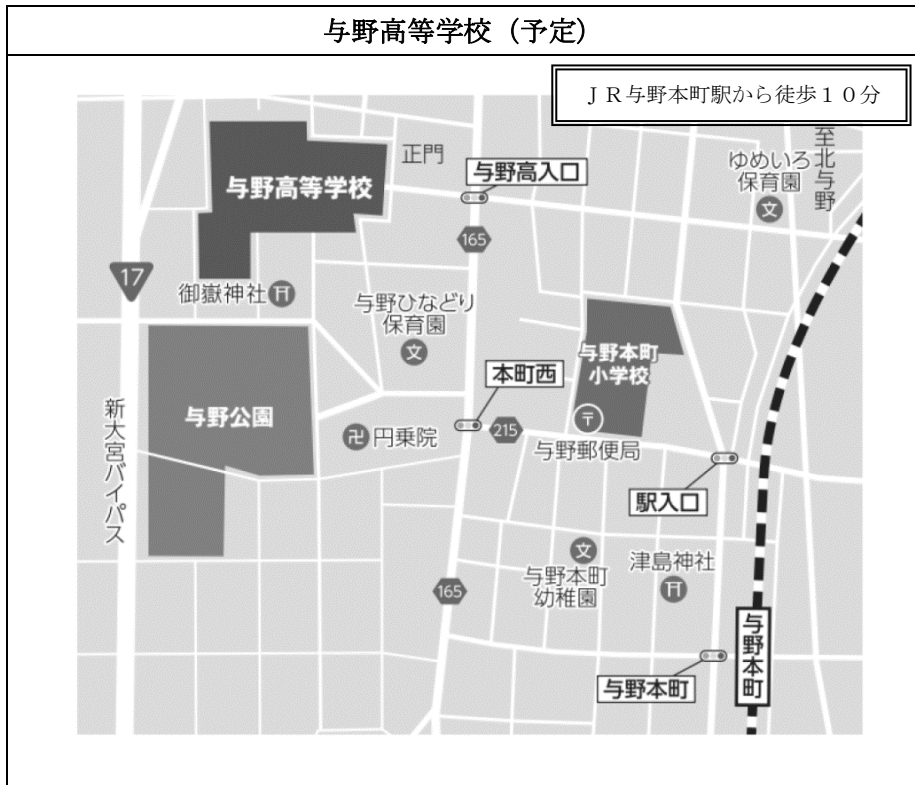 与野高等学校（予定）
ＪＲ与野本町駅から徒歩１０分
至北与野
正門
与野高入口
ゆめいろ
保育園
文
与野高等学校
165
17
御嶽神社
与野ひなどり
保育園
文
与野本町
小学校
本町西
新大宮バイパス
与野公園
卍
円乗院
215
〒
与野郵便局
駅入口
文
与野本町
幼稚園
津島神社
165
与野本町
与野本町